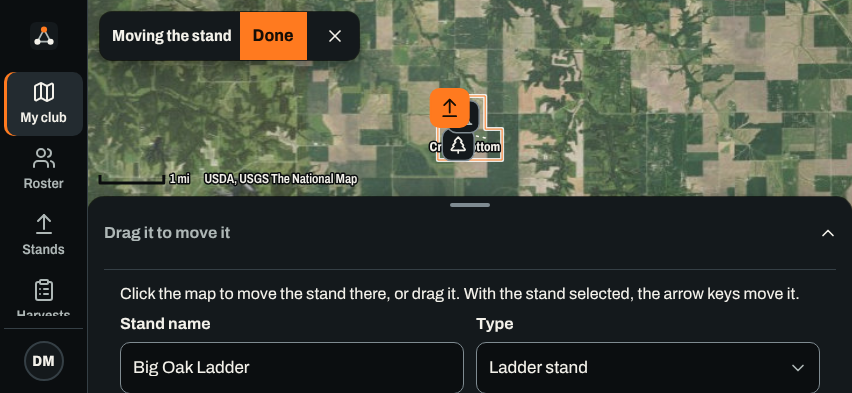 Moving the stand
Done
My club
Roster
Stands
Harvests
DM
1 mi
USDA, USGS The National Map
Drag it to move it
Click the map to move the stand there, or drag it. With the stand selected, the arrow keys move it.
Stand name
Type
Big Oak Ladder
Ladder stand